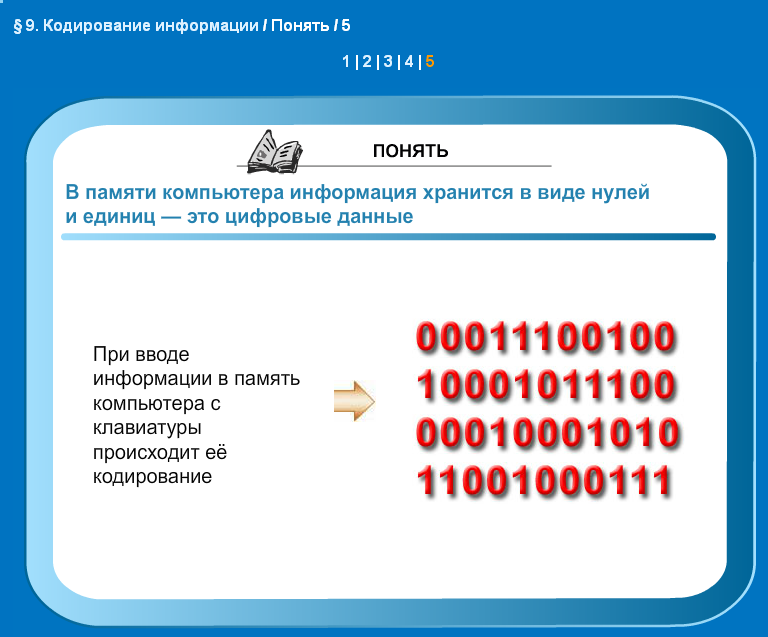 § 9. Кодирование информации / Понять / 5
1 | 2 | 3 | 4 | 5
ПОНЯТЬ
В памяти компьютера информация хранится в виде нулей
и единиц — это цифровые данные
При вводе
информации в память
компьютера с
клавиатуры
происходит её
кодирование
00011100100
10001011100
00010001010
11001000111